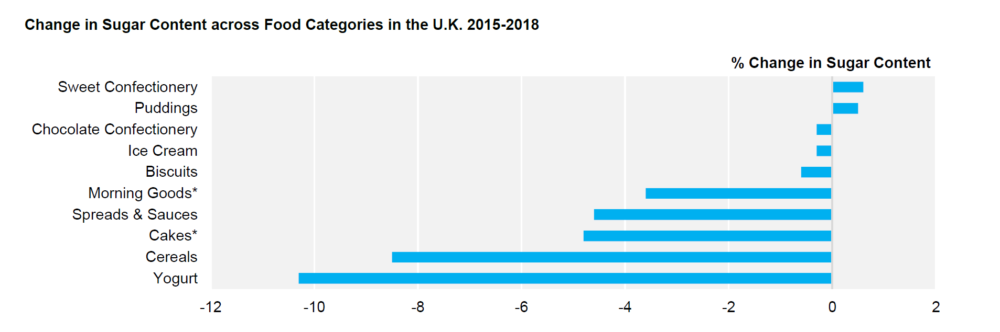 Change in Sugar Content across Food Categories in the U.K. 2015-2018
% Change in Sugar Content
Sweet Confectionery
Puddings
Chocolate Confectionery
Ice Cream
Biscuits
Morning Goods*
Spreads & Sauces
Cakes*
Cereals
Yogurt
-12 -10 -8 -6 -4 -2 0 2